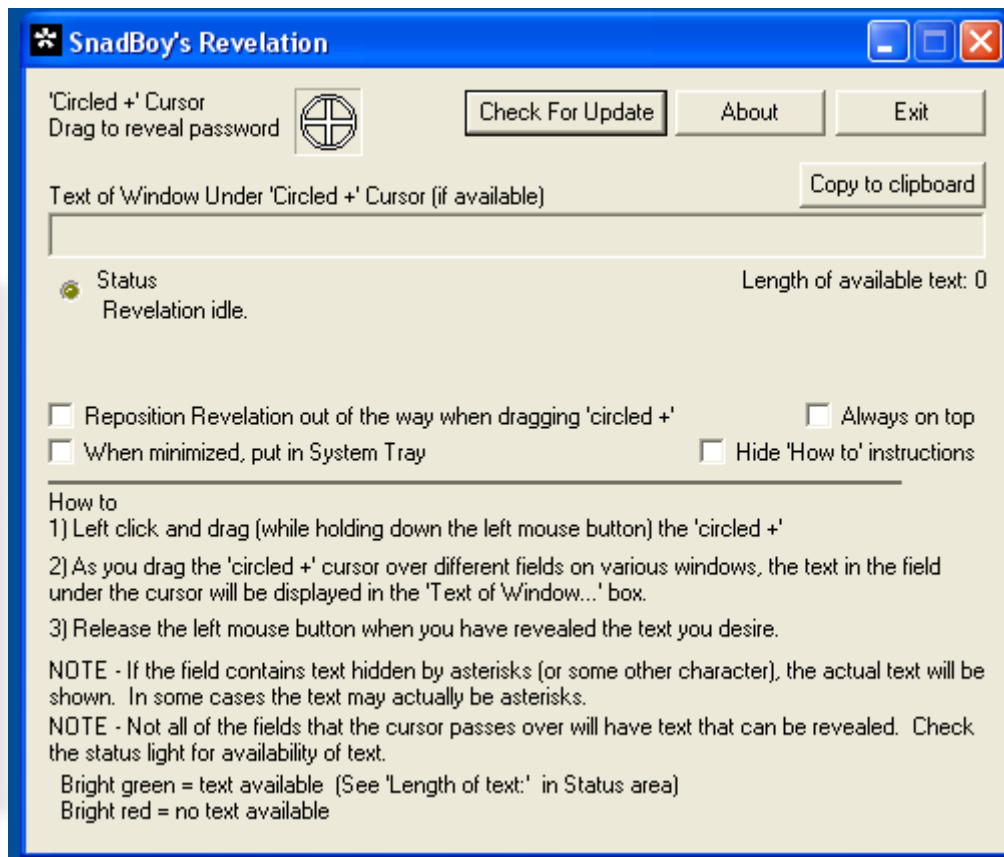 SnadBoy's Revelation
'Circled +' Cursor
Drag to reveal password
Check For Update
About
Exit
Copy to clipboard
Text of Window Under 'Circled +' Cursor (if available)
Status
Length of available text: 0
Revelation idle.
Reposition Revelation out of the way when dragging 'circled +'
Always on top
When minimized, put in System Tray
Hide 'How to' instructions
How to
1) Left click and drag (while holding down the left mouse button) the 'circled +'
2) As you drag the 'circled +' cursor over different fields on various windows, the text in the field
under the cursor will be displayed in the 'Text of Window...' box.
3) Release the left mouse button when you have revealed the text you desire.
NOTE - If the field contains text hidden by asterisks (or some other character), the actual text will be
shown.  In some cases the text may actually be asterisks.
NOTE - Not all of the fields that the cursor passes over will have text that can be revealed.  Check
the status light for availability of text.
Bright green = text available  (See 'Length of text:'  in Status area)
Bright red = no text available